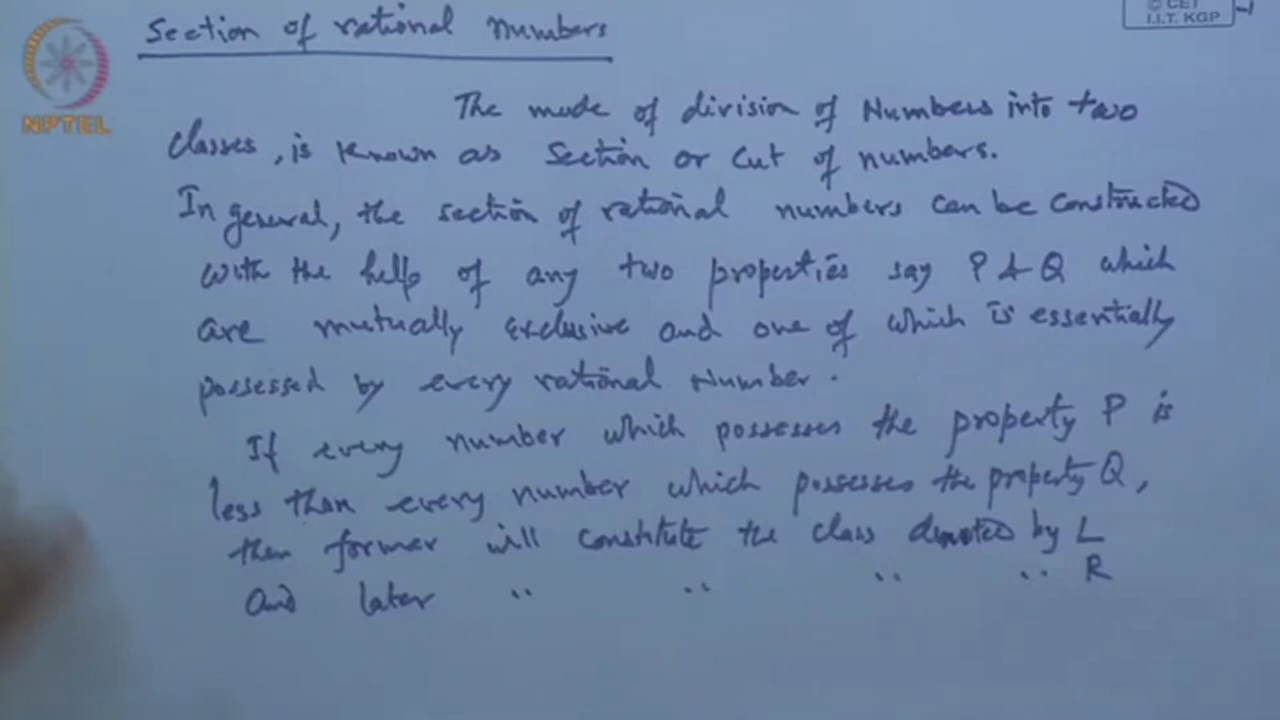 © CET
I.I.T. KGP
NPTEL
Section of rational numbers
The mode of division of Numbers into two
classes, is known as Section or Cut of numbers.
In general, the section of rational numbers can be constructed
with the help of any two properties say P & Q which
are mutually exclusive and one of which is essentially
possessed by every rational Number.
If every number which possesses the property P is
less than every number which possesses the property Q,
then former will constitute the class denoted by L
and later " " " " R